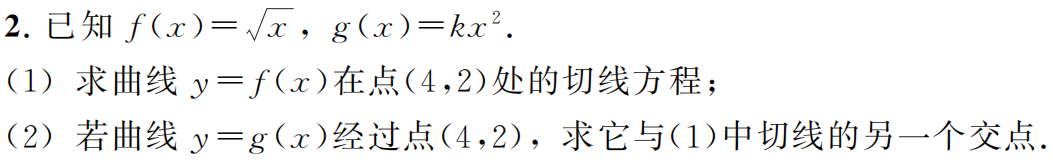 2. 已知 f(x)=√x, g(x)=kx².
(1) 求曲线 y=f(x)在点(4,2)处的切线方程;
(2) 若曲线 y=g(x)经过点(4,2), 求它与(1)中切线的另一个交点.